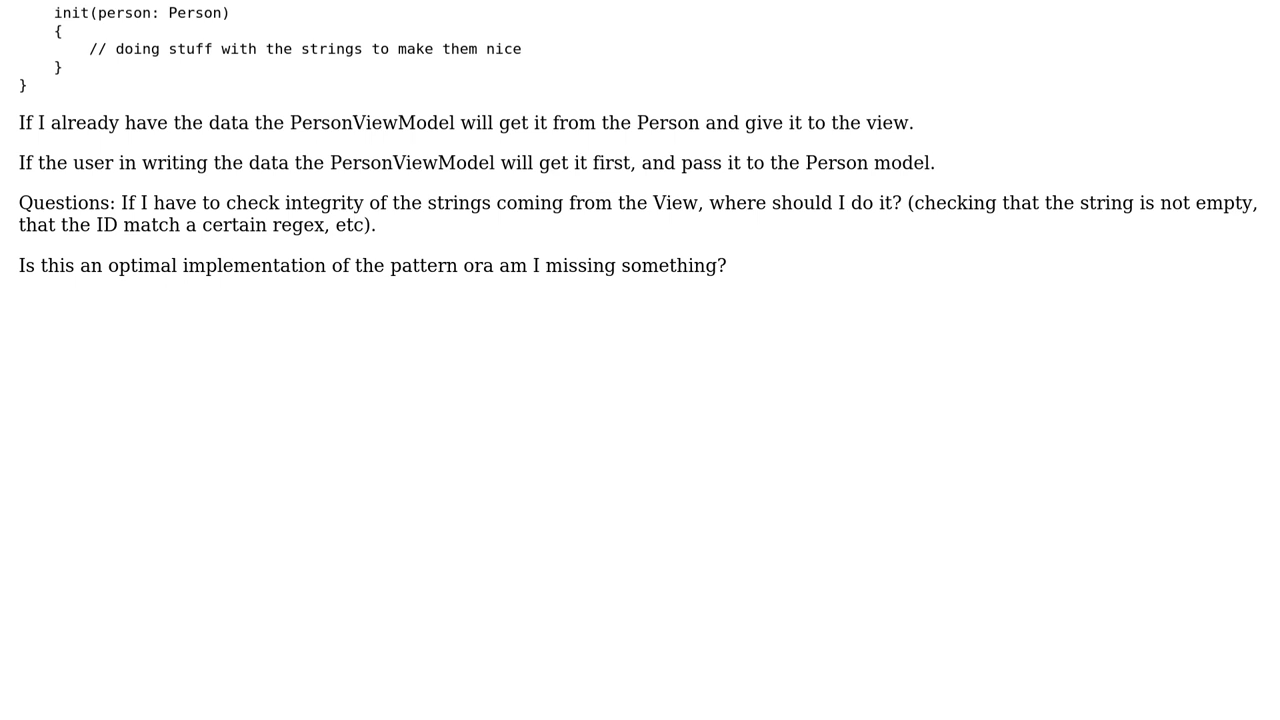 init(person: Person)
{
// doing stuff with the strings to make them nice
}
}
If I already have the data the PersonViewModel will get it from the Person and give it to the view.
If the user in writing the data the PersonViewModel will get it first, and pass it to the Person model.
Questions: If I have to check integrity of the strings coming from the View, where should I do it? (checking that the string is not empty,
that the ID match a certain regex, etc).
Is this an optimal implementation of the pattern ora am I missing something?